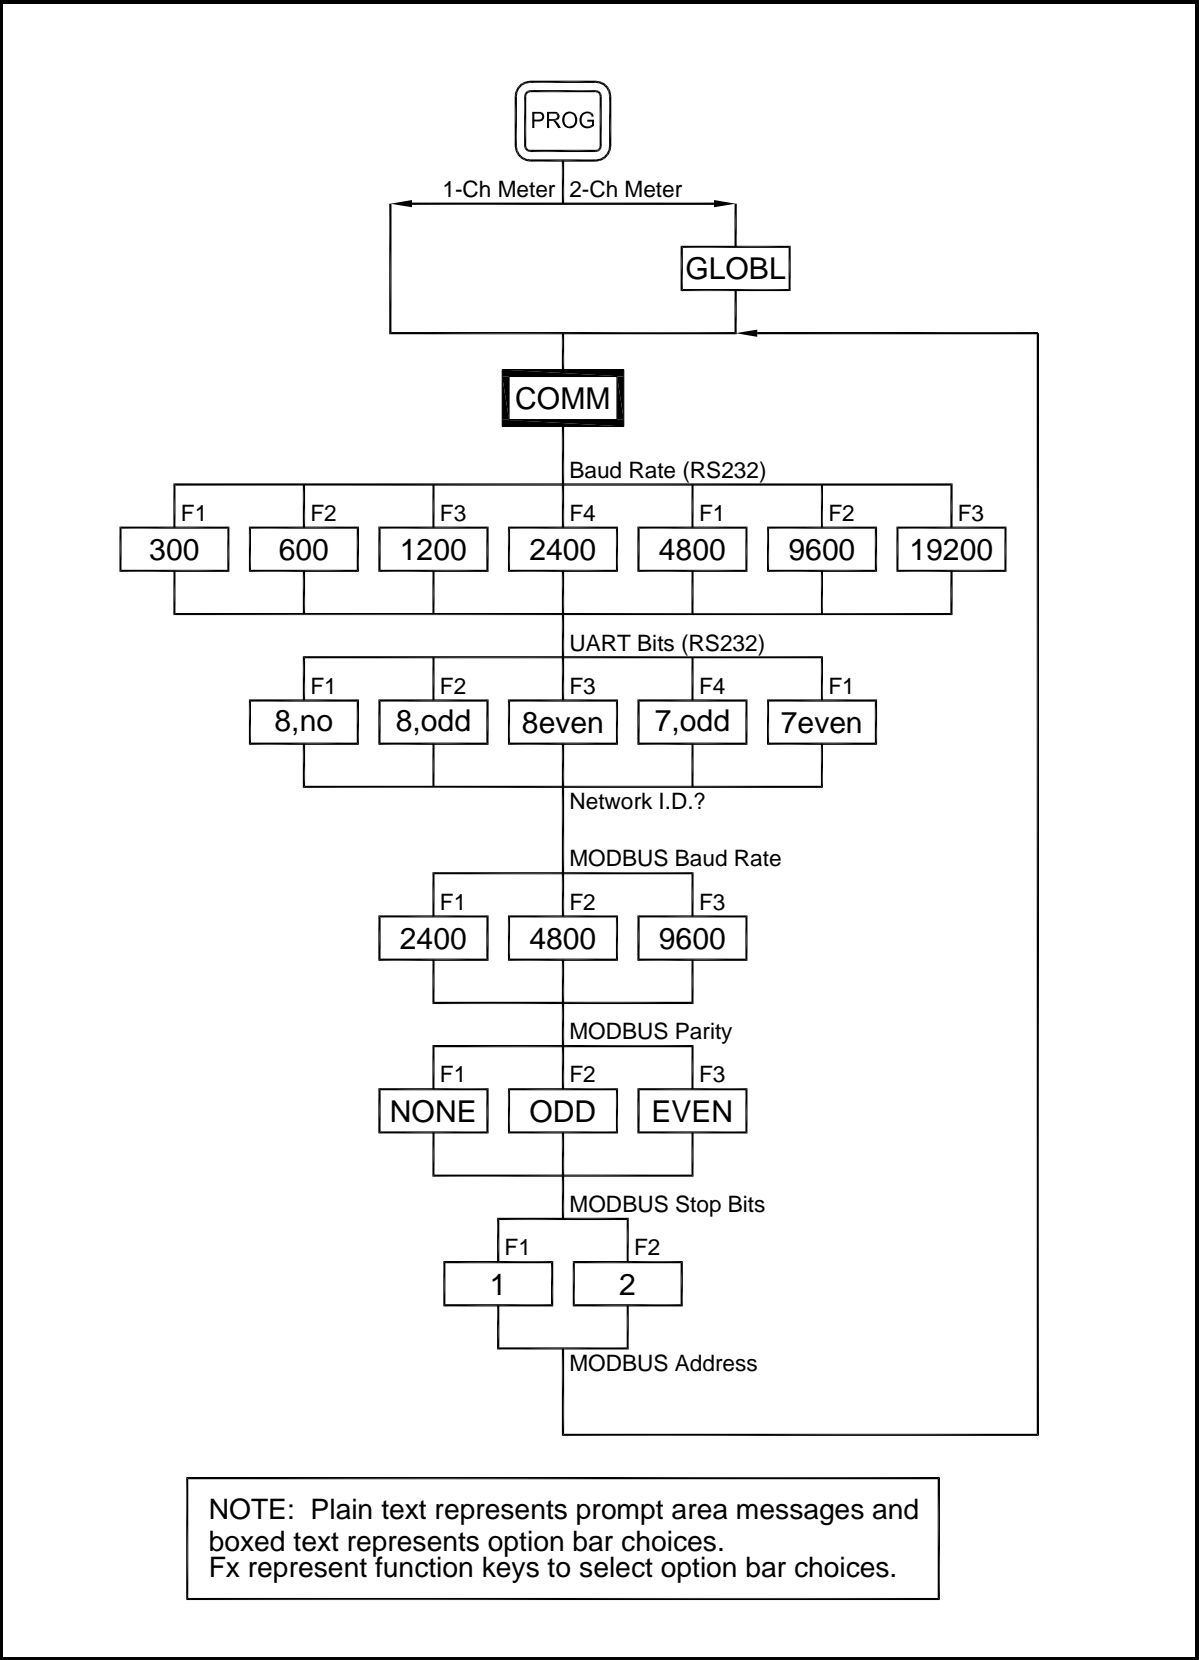 PROG
1-Ch Meter 2-Ch Meter
GLOBL
COMM
Baud Rate (RS232)
F1 F2 F3 F4 F1 F2 F3
300 600 1200 2400 4800 9600 19200
UART Bits (RS232)
F1 F2 F3 F4 F1
8,no 8,odd 8even 7,odd 7even
Network I.D.?
MODBUS Baud Rate
F1 F2 F3
2400 4800 9600
MODBUS Parity
F1 F2 F3
NONE ODD EVEN
MODBUS Stop Bits
F1 F2
1 2
MODBUS Address
NOTE: Plain text represents prompt area messages and
boxed text represents option bar choices.
Fx represent function keys to select option bar choices.